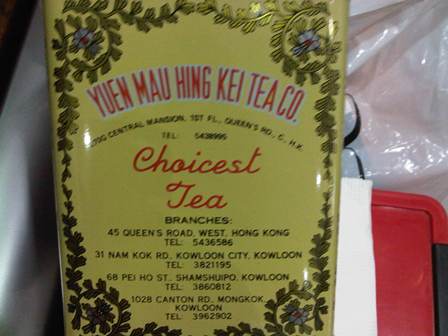 YUEN MAU HING KEI TEA CO.
CENTRAL MANSION, 1ST FL., QUEEN'S RD., C., H.K.
TEL: 5438995
Choicest
Tea
BRANCHES:
45 QUEEN'S ROAD, WEST. HONG KONG
TEL: 5436586
31 NAM KOK RD. KOWLOON CITY. KOWLOON
TEL: 3821195
68 PEI HO ST. SHAMSHUIPO. KOWLOON
TEL: 3860812
1028 CANTON RD. MONGKOK.
KOWLOON
TEL: 3962902